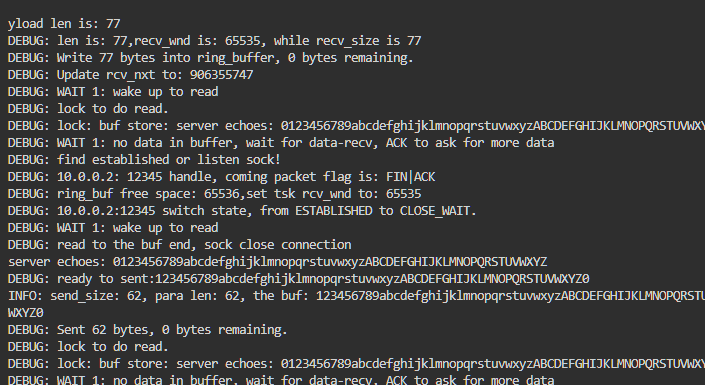 yload len is: 77
DEBUG: len is: 77,recv_wnd is: 65535, while recv_size is 77
DEBUG: Write 77 bytes into ring_buffer, 0 bytes remaining.
DEBUG: Update rcv_nxt to: 906355747
DEBUG: WAIT 1: wake up to read
DEBUG: lock to do read.
DEBUG: lock: buf store: server echoes: 0123456789abcdefghijklmnopqrstuvwxyzABCDEFGHIJKLMNOPQRSTUVWXY
DEBUG: WAIT 1: no data in buffer, wait for data-recv, ACK to ask for more data
DEBUG: find established or listen sock!
DEBUG: 10.0.0.2: 12345 handle, coming packet flag is: FIN|ACK
DEBUG: ring_buf free space: 65536,set tsk rcv_wnd to: 65535
DEBUG: 10.0.0.2:12345 switch state, from ESTABLISHED to CLOSE_WAIT.
DEBUG: WAIT 1: wake up to read
DEBUG: read to the buf end, sock close connection
server echoes: 0123456789abcdefghijklmnopqrstuvwxyzABCDEFGHIJKLMNOPQRSTUVWXYZ
DEBUG: ready to sent:123456789abcdefghijklmnopqrstuvwxyzABCDEFGHIJKLMNOPQRSTUVWXYZ0
INFO: send_size: 62, para len: 62, the buf: 123456789abcdefghijklmnopqrstuvwxyzABCDEFGHIJKLMNOPQRSTU
WXYZ0
DEBUG: Sent 62 bytes, 0 bytes remaining.
DEBUG: lock to do read.
DEBUG: lock: buf store: server echoes: 0123456789abcdefghijklmnopqrstuvwxyzABCDEFGHIJKLMNOPQRSTUVWXY
DEBUG: WAIT 1: no data in buffer, wait for data-recv, ACK to ask for more data